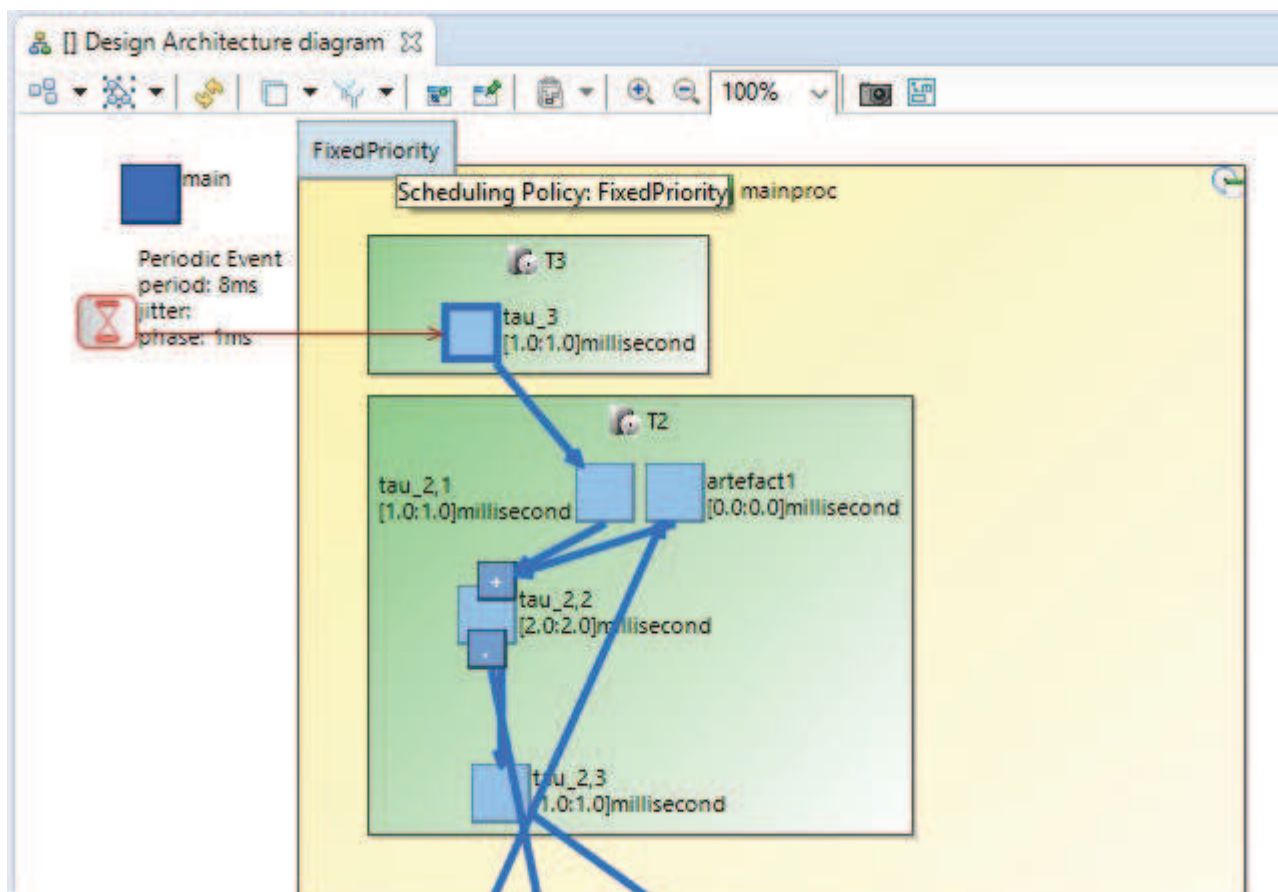 [] Design Architecture diagram
100%
FixedPriority
main
Scheduling Policy: FixedPriority
mainproc
Periodic Event
period: 8ms
jitter:
phase: 1ms
T3
tau_3
[1.0:1.0]millisecond
T2
tau_2,1
[1.0:1.0]millisecond
artefact1
[0.0:0.0]millisecond
+
tau_2,2
[2.0:2.0]millisecond
tau_2,3
[1.0:1.0]millisecond